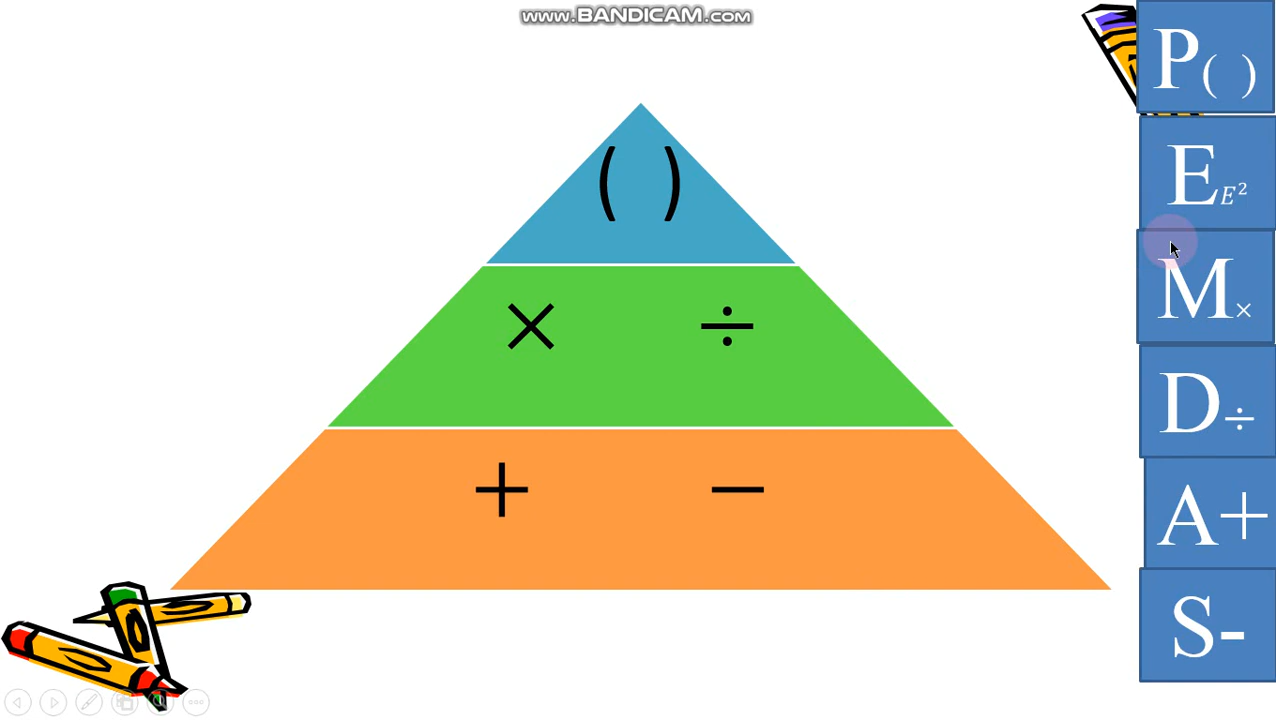 www.BANDICAM.com
( )
× ÷
+ −
P( )
E E²
M×
D÷
A+
S-